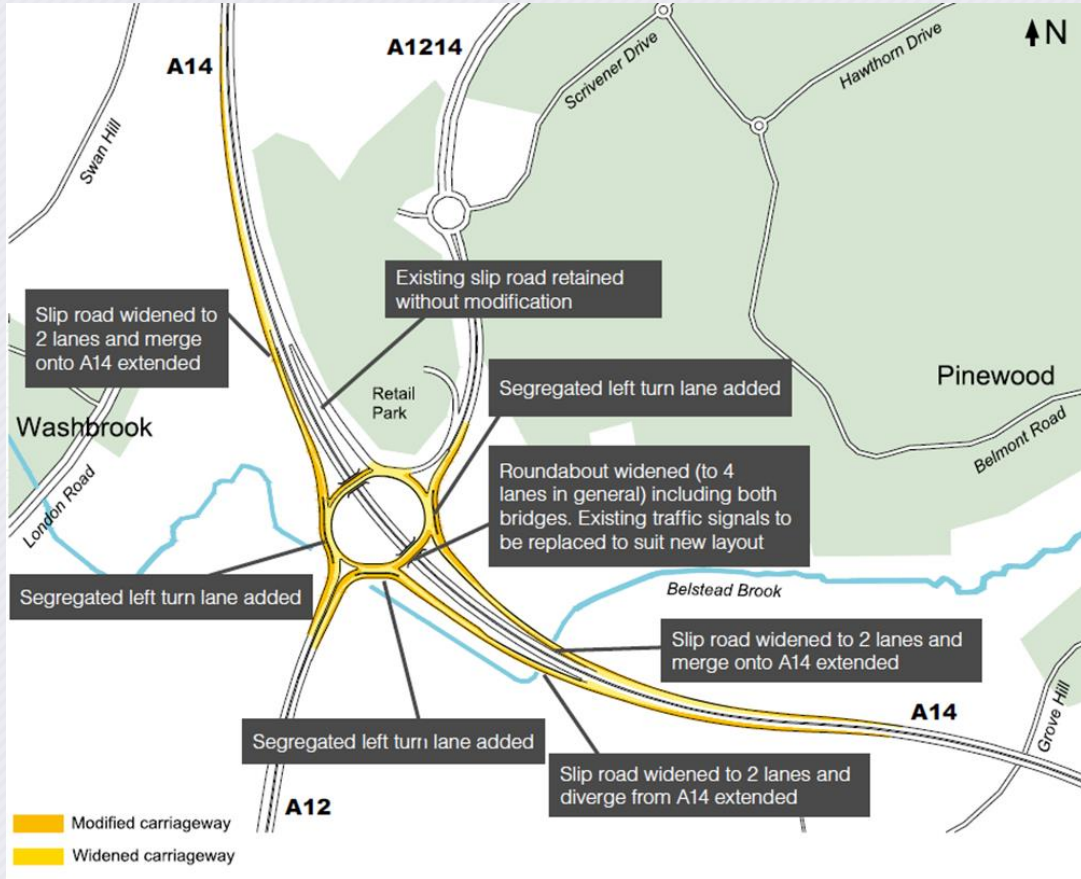 A14
A1214
N
Scrivener Drive
Hawthorn Drive
Swan Hill
Existing slip road retained
without modification
Slip road widened to
2 lanes and merge
onto A14 extended
Retail
Park
Segregated left turn lane added
Pinewood
Washbrook
London Road
Belmont Road
Roundabout widened (to 4
lanes in general) including both
bridges. Existing traffic signals to
be replaced to suit new layout
Segregated left turn lane added
Belstead Brook
Slip road widened to 2 lanes and
merge onto A14 extended
A14
Grove Hill
Segregated left turn lane added
Slip road widened to 2 lanes and
diverge from A14 extended
A12
Modified carriageway
Widened carriageway